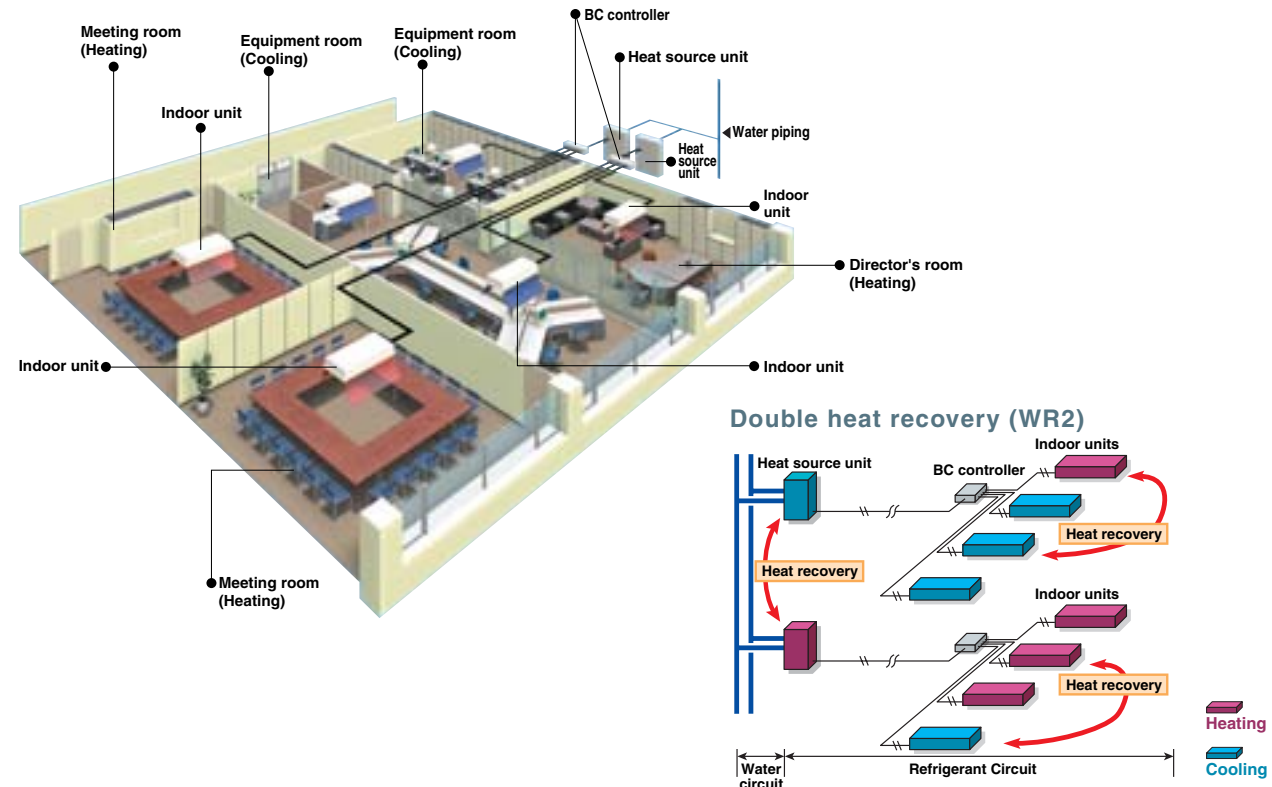 BC controller
Meeting room
(Heating)
Equipment room
(Cooling)
Equipment room
(Cooling)
Heat source unit
Indoor unit
Water piping
Heat
source
unit
Indoor
unit
Director's room
(Heating)
Indoor unit
Indoor unit
Meeting room
(Heating)
Double heat recovery (WR2)
Indoor units
Heat source unit
BC controller
Heat recovery
Heat recovery
Indoor units
Heat recovery
Heating
Cooling
Water
circuit
Refrigerant Circuit